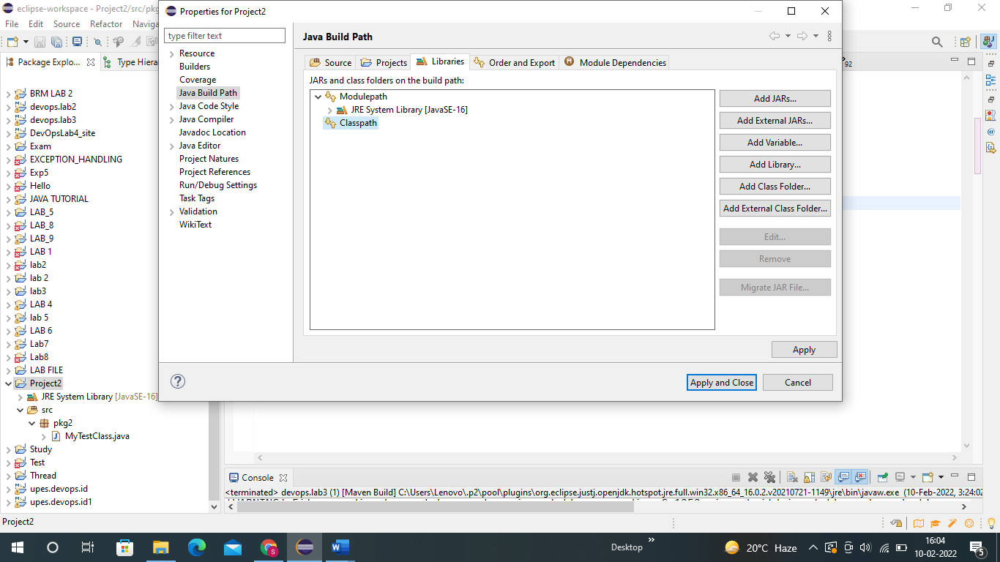 eclipse-workspace - Project2/src/pkg
File Edit Source Refactor Naviga
Package Explo... Type Hiera
BRM LAB 2
devops.lab2
devops.lab3
DevOpsLab4_site
Exam
EXCEPTION_HANDLING
Exp5
Hello
JAVA TUTORIAL
LAB_5
LAB_8
LAB_9
LAB 1
lab2
lab 2
lab3
LAB 4
lab 5
LAB 6
Lab7
Lab8
LAB FILE
Project2
JRE System Library [JavaSE-16]
src
pkg2
MyTestClass.java
Study
Test
Thread
upes.devops.id
upes.devops.id1
Properties for Project2
type filter text
Resource
Builders
Coverage
Java Build Path
Java Code Style
Java Compiler
Javadoc Location
Java Editor
Project Natures
Project References
Run/Debug Settings
Task Tags
Validation
WikiText
Java Build Path
Source Projects Libraries Order and Export Module Dependencies
JARs and class folders on the build path:
Modulepath
JRE System Library [JavaSE-16]
Classpath
Add JARs...
Add External JARs...
Add Variable...
Add Library...
Add Class Folder...
Add External Class Folder...
Edit...
Remove
Migrate JAR File...
Apply
Apply and Close Cancel
92
Console
<terminated> devops.lab3 (1) [Maven Build] C:\Users\Lenovo\.p2\pool\plugins\org.eclipse.justj.openjdk.hotspot.jre.full.win32.x86_64_16.0.2.v20210721-1149\jre\bin\javaw.exe (10-Feb-2022, 3:24:02
Project2
Desktop
20°C Haze
16:04
10-02-2022
5